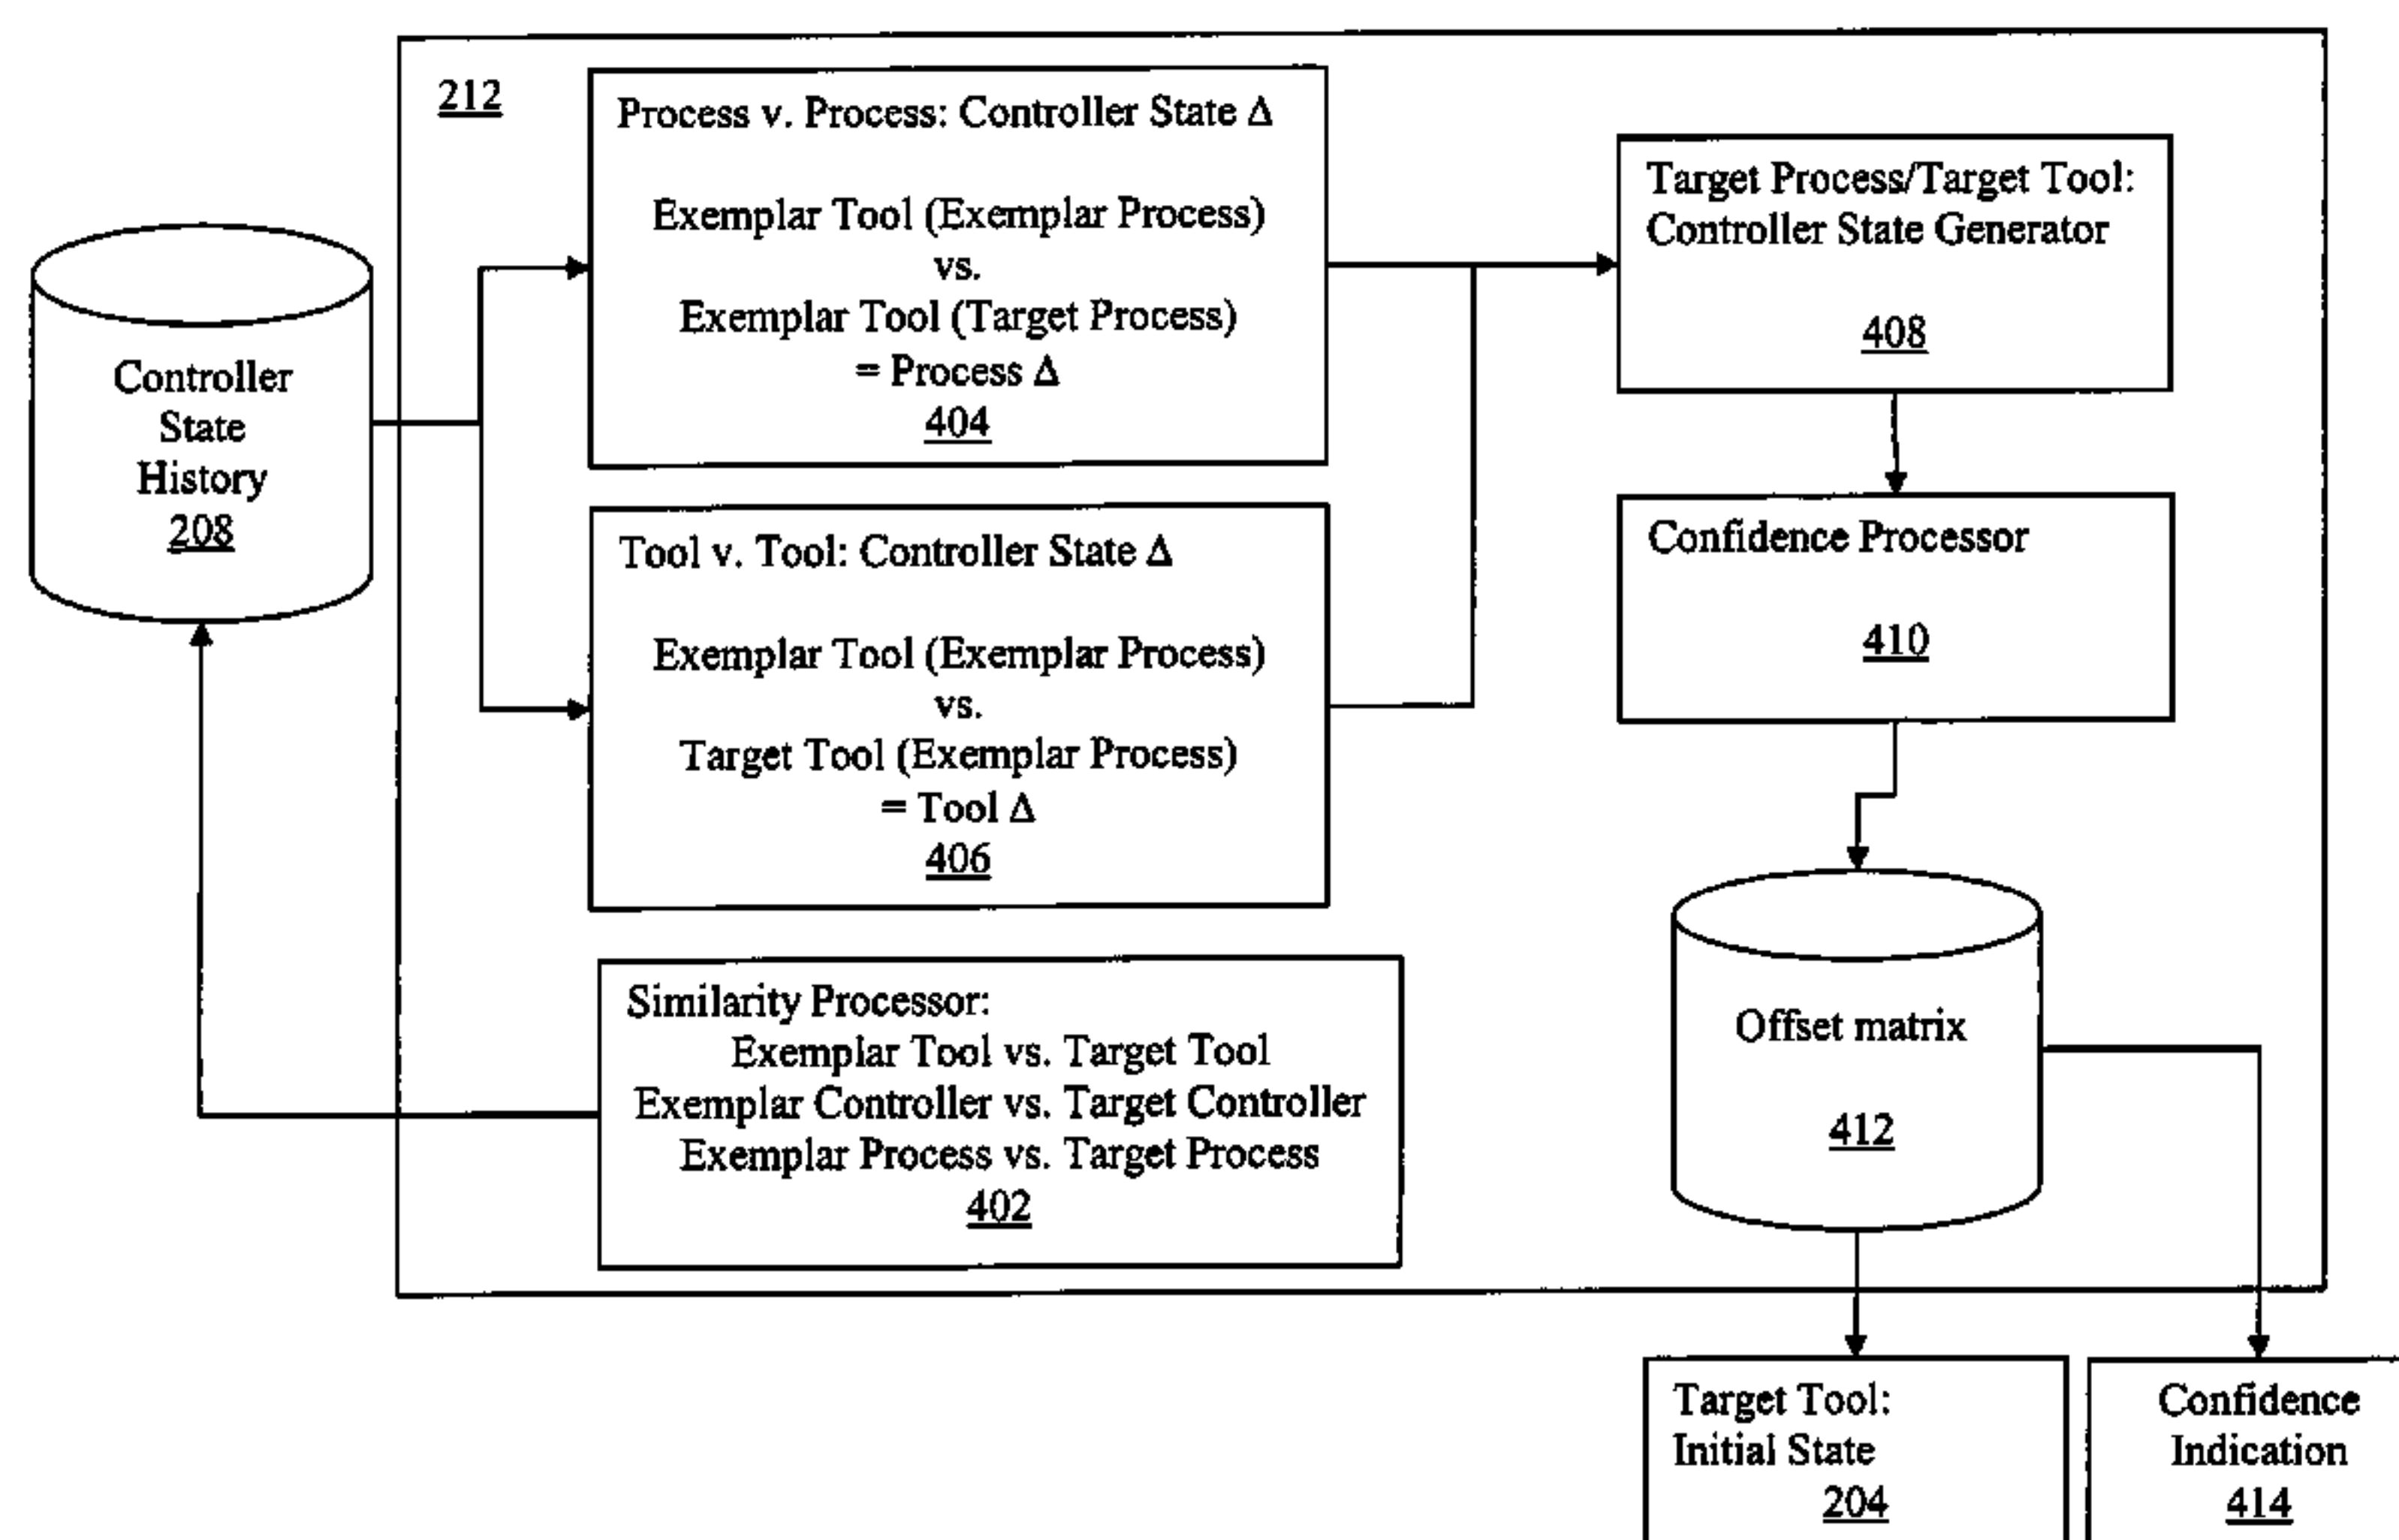 212
Process v. Process: Controller State Δ
Exemplar Tool (Exemplar Process)
vs.
Exemplar Tool (Target Process)
= Process Δ
404
Target Process/Target Tool:
Controller State Generator
408
Controller
State
History
208
Tool v. Tool: Controller State Δ
Exemplar Tool (Exemplar Process)
vs.
Target Tool (Exemplar Process)
= Tool Δ
406
Confidence Processor
410
Similarity Processor:
Exemplar Tool vs. Target Tool
Exemplar Controller vs. Target Controller
Exemplar Process vs. Target Process
402
Offset matrix
412
Target Tool:
Initial State
204
Confidence
Indication
414